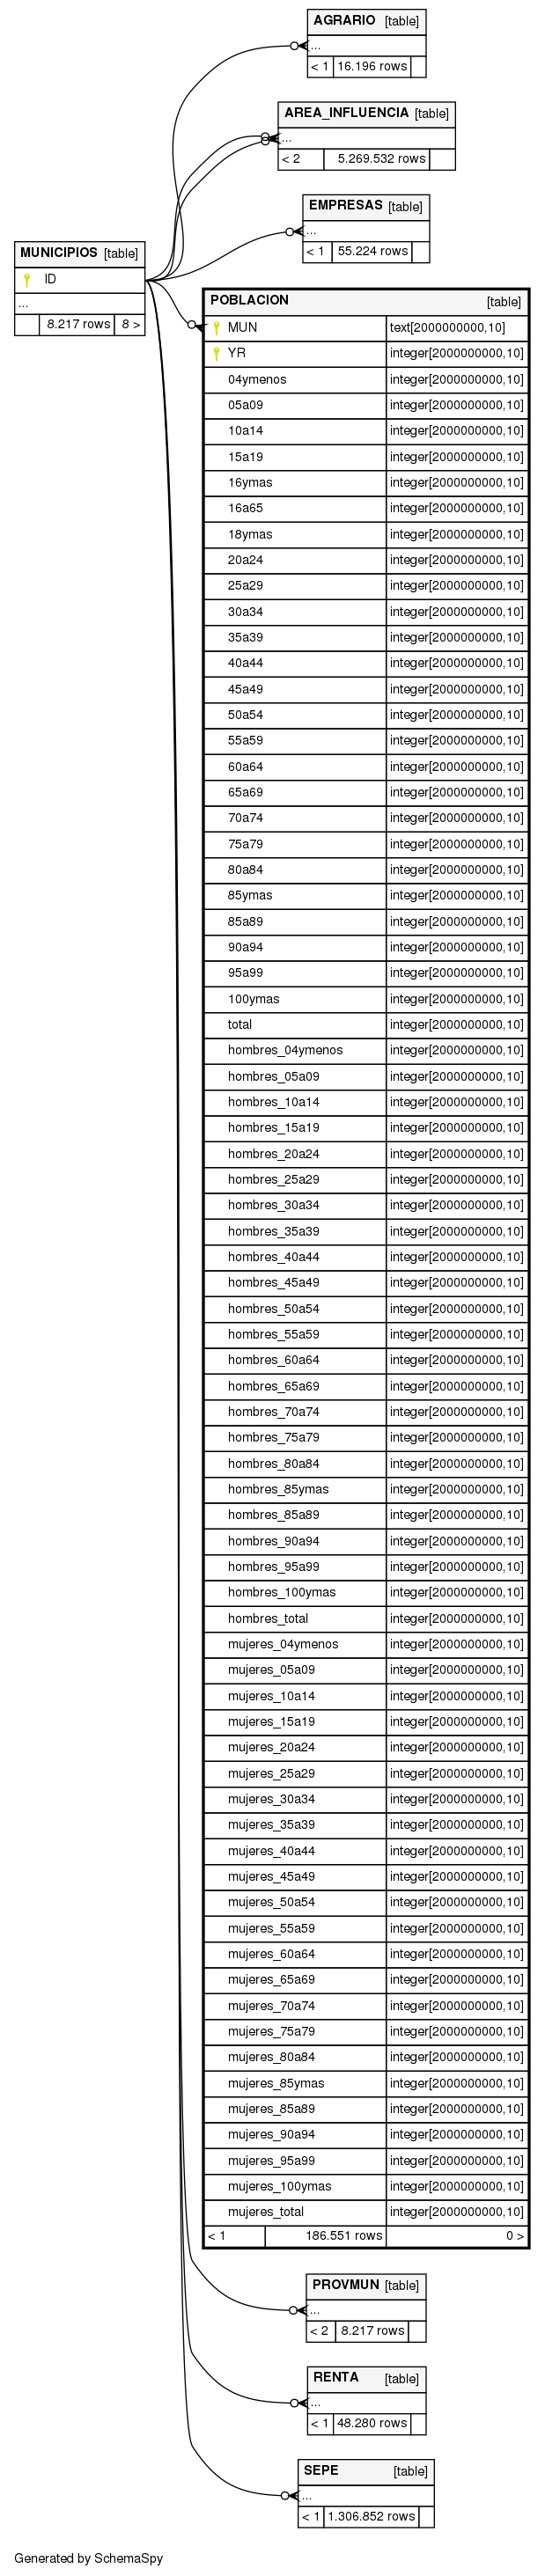 AGRARIO [table]
...
< 1 16.196 rows
AREA_INFLUENCIA [table]
...
< 2 5.269.532 rows
EMPRESAS [table]
...
< 1 55.224 rows
MUNICIPIOS [table]
ID
...
8.217 rows 8 >
POBLACION [table]
MUN text[2000000000,10]
YR integer[2000000000,10]
04ymenos integer[2000000000,10]
05a09 integer[2000000000,10]
10a14 integer[2000000000,10]
15a19 integer[2000000000,10]
16ymas integer[2000000000,10]
16a65 integer[2000000000,10]
18ymas integer[2000000000,10]
20a24 integer[2000000000,10]
25a29 integer[2000000000,10]
30a34 integer[2000000000,10]
35a39 integer[2000000000,10]
40a44 integer[2000000000,10]
45a49 integer[2000000000,10]
50a54 integer[2000000000,10]
55a59 integer[2000000000,10]
60a64 integer[2000000000,10]
65a69 integer[2000000000,10]
70a74 integer[2000000000,10]
75a79 integer[2000000000,10]
80a84 integer[2000000000,10]
85ymas integer[2000000000,10]
85a89 integer[2000000000,10]
90a94 integer[2000000000,10]
95a99 integer[2000000000,10]
100ymas integer[2000000000,10]
total integer[2000000000,10]
hombres_04ymenos integer[2000000000,10]
hombres_05a09 integer[2000000000,10]
hombres_10a14 integer[2000000000,10]
hombres_15a19 integer[2000000000,10]
hombres_20a24 integer[2000000000,10]
hombres_25a29 integer[2000000000,10]
hombres_30a34 integer[2000000000,10]
hombres_35a39 integer[2000000000,10]
hombres_40a44 integer[2000000000,10]
hombres_45a49 integer[2000000000,10]
hombres_50a54 integer[2000000000,10]
hombres_55a59 integer[2000000000,10]
hombres_60a64 integer[2000000000,10]
hombres_65a69 integer[2000000000,10]
hombres_70a74 integer[2000000000,10]
hombres_75a79 integer[2000000000,10]
hombres_80a84 integer[2000000000,10]
hombres_85ymas integer[2000000000,10]
hombres_85a89 integer[2000000000,10]
hombres_90a94 integer[2000000000,10]
hombres_95a99 integer[2000000000,10]
hombres_100ymas integer[2000000000,10]
hombres_total integer[2000000000,10]
mujeres_04ymenos integer[2000000000,10]
mujeres_05a09 integer[2000000000,10]
mujeres_10a14 integer[2000000000,10]
mujeres_15a19 integer[2000000000,10]
mujeres_20a24 integer[2000000000,10]
mujeres_25a29 integer[2000000000,10]
mujeres_30a34 integer[2000000000,10]
mujeres_35a39 integer[2000000000,10]
mujeres_40a44 integer[2000000000,10]
mujeres_45a49 integer[2000000000,10]
mujeres_50a54 integer[2000000000,10]
mujeres_55a59 integer[2000000000,10]
mujeres_60a64 integer[2000000000,10]
mujeres_65a69 integer[2000000000,10]
mujeres_70a74 integer[2000000000,10]
mujeres_75a79 integer[2000000000,10]
mujeres_80a84 integer[2000000000,10]
mujeres_85ymas integer[2000000000,10]
mujeres_85a89 integer[2000000000,10]
mujeres_90a94 integer[2000000000,10]
mujeres_95a99 integer[2000000000,10]
mujeres_100ymas integer[2000000000,10]
mujeres_total integer[2000000000,10]
< 1 186.551 rows 0 >
PROVMUN [table]
...
< 2 8.217 rows
RENTA [table]
...
< 1 48.280 rows
SEPE [table]
...
< 1 1.306.852 rows
Generated by SchemaSpy